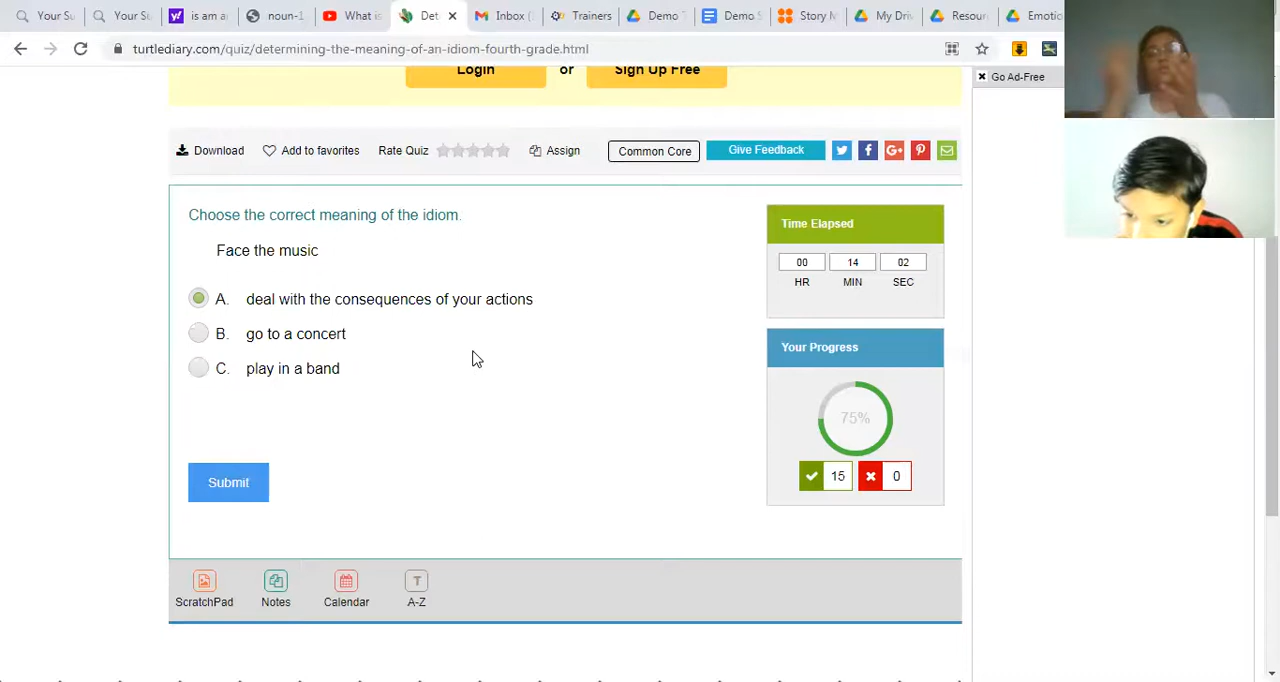 Your Su
Your Su
is am a
noun-1
What is
Det
Inbox (
Trainers
Demo T
Demo S
Story M
My Driv
Resour
Emotio
turtlediary.com/quiz/determining-the-meaning-of-an-idiom-fourth-grade.html
Login or Sign Up Free
Go Ad-Free
Download Add to favorites Rate Quiz Assign Common Core Give Feedback
Choose the correct meaning of the idiom.
Face the music
A. deal with the consequences of your actions
B. go to a concert
C. play in a band
Submit
Time Elapsed
00 14 02
HR MIN SEC
Your Progress
75%
15 0
ScratchPad Notes Calendar A-Z